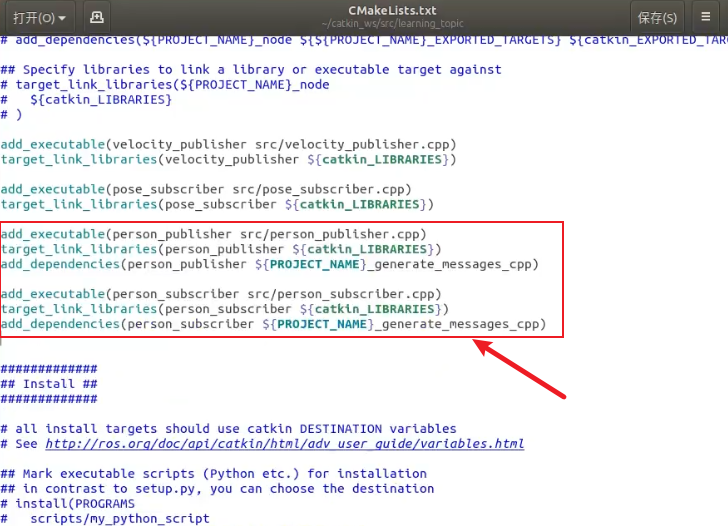 打开(O)
CMakeLists.txt
~/catkin_ws/src/learning_topic
保存(S)
# add_dependencies(${PROJECT_NAME}_node ${${PROJECT_NAME}_EXPORTED_TARGETS} ${catkin_EXPORTED_TAR
## Specify libraries to link a library or executable target against
# target_link_libraries(${PROJECT_NAME}_node
#   ${catkin_LIBRARIES}
# )
add_executable(velocity_publisher src/velocity_publisher.cpp)
target_link_libraries(velocity_publisher ${catkin_LIBRARIES})
add_executable(pose_subscriber src/pose_subscriber.cpp)
target_link_libraries(pose_subscriber ${catkin_LIBRARIES})
add_executable(person_publisher src/person_publisher.cpp)
target_link_libraries(person_publisher ${catkin_LIBRARIES})
add_dependencies(person_publisher ${PROJECT_NAME}_generate_messages_cpp)
add_executable(person_subscriber src/person_subscriber.cpp)
target_link_libraries(person_subscriber ${catkin_LIBRARIES})
add_dependencies(person_subscriber ${PROJECT_NAME}_generate_messages_cpp)
#############
## Install ##
#############
# all install targets should use catkin DESTINATION variables
# See http://ros.org/doc/api/catkin/html/adv_user_guide/variables.html
## Mark executable scripts (Python etc.) for installation
## in contrast to setup.py, you can choose the destination
# install(PROGRAMS
#   scripts/my_python_script